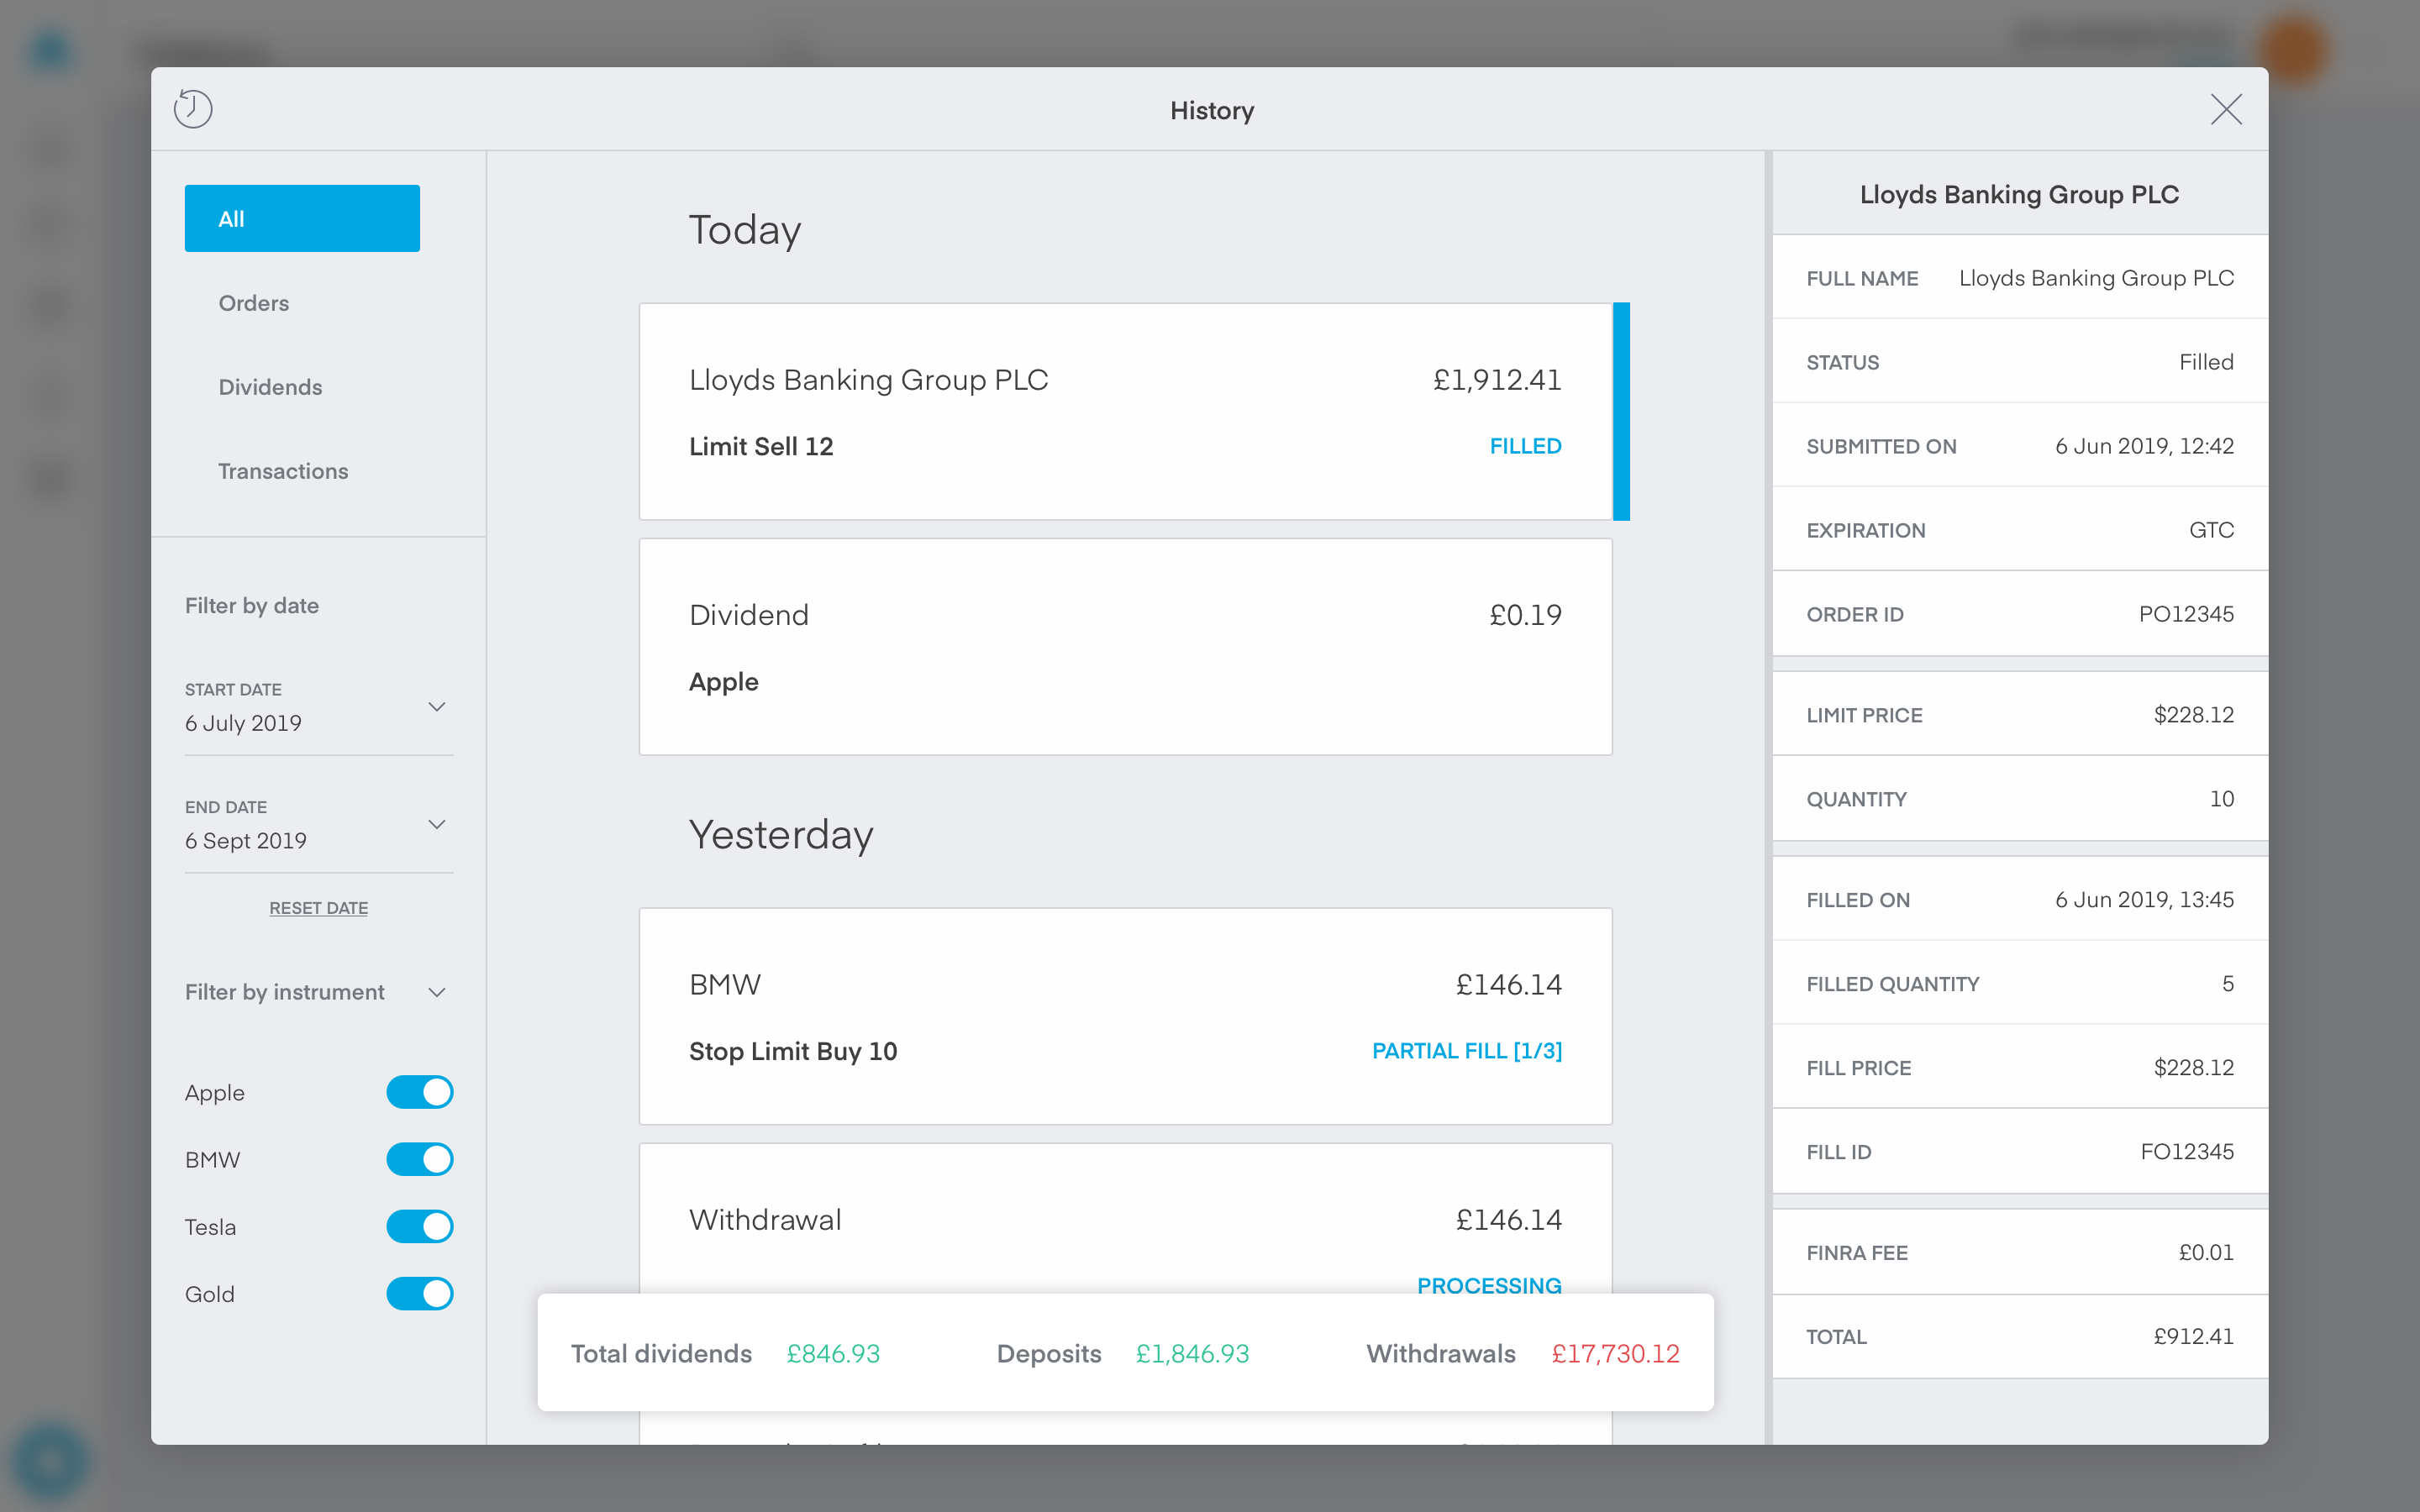 History
All
Orders
Dividends
Transactions
Filter by date
START DATE
6 July 2019
END DATE
6 Sept 2019
RESET DATE
Filter by instrument
Apple
BMW
Tesla
Gold
Today
Lloyds Banking Group PLC £1,912.41
Limit Sell 12 FILLED
Dividend £0.19
Apple
Yesterday
BMW £146.14
Stop Limit Buy 10 PARTIAL FILL [1/3]
Withdrawal £146.14
PROCESSING
Total dividends £846.93 Deposits £1,846.93 Withdrawals £17,730.12
Lloyds Banking Group PLC
FULL NAME Lloyds Banking Group PLC
STATUS Filled
SUBMITTED ON 6 Jun 2019, 12:42
EXPIRATION GTC
ORDER ID PO12345
LIMIT PRICE $228.12
QUANTITY 10
FILLED ON 6 Jun 2019, 13:45
FILLED QUANTITY 5
FILL PRICE $228.12
FILL ID FO12345
FINRA FEE £0.01
TOTAL £912.41